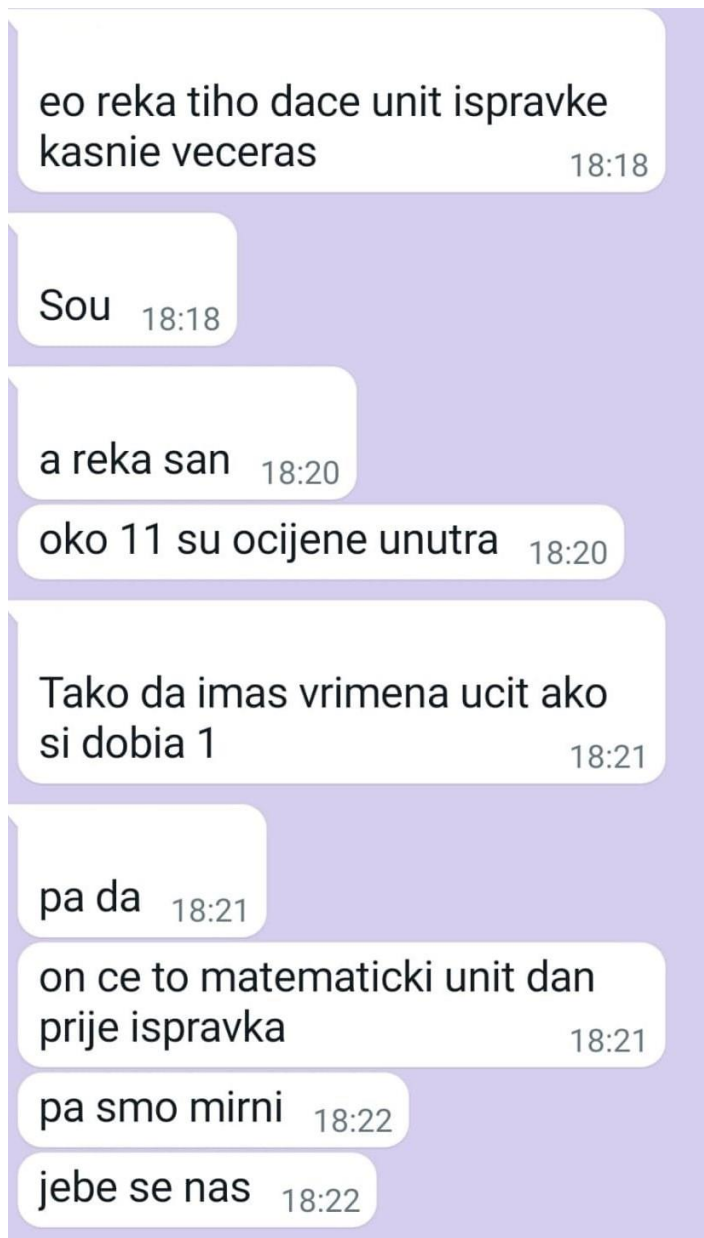 eo reka tiho dace unit ispravke
kasnie veceras
18:18
Sou 18:18
a reka san 18:20
oko 11 su ocijene unutra 18:20
Tako da imas vrimena ucit ako
si dobia 1
18:21
pa da 18:21
on ce to matematicki unit dan
prije ispravka
18:21
pa smo mirni 18:22
jebe se nas 18:22